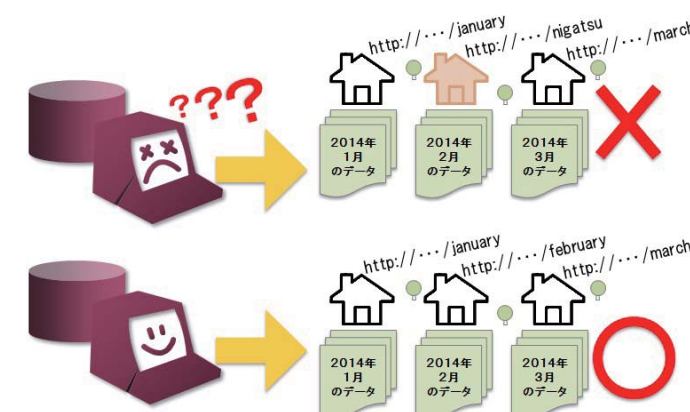 http://···/january
http://···/nigatsu
http://···/march
???
2014年
1月
のデータ
2014年
2月
のデータ
2014年
3月
のデータ
http://···/january
http://···/february
http://···/march
2014年
1月
のデータ
2014年
2月
のデータ
2014年
3月
のデータ